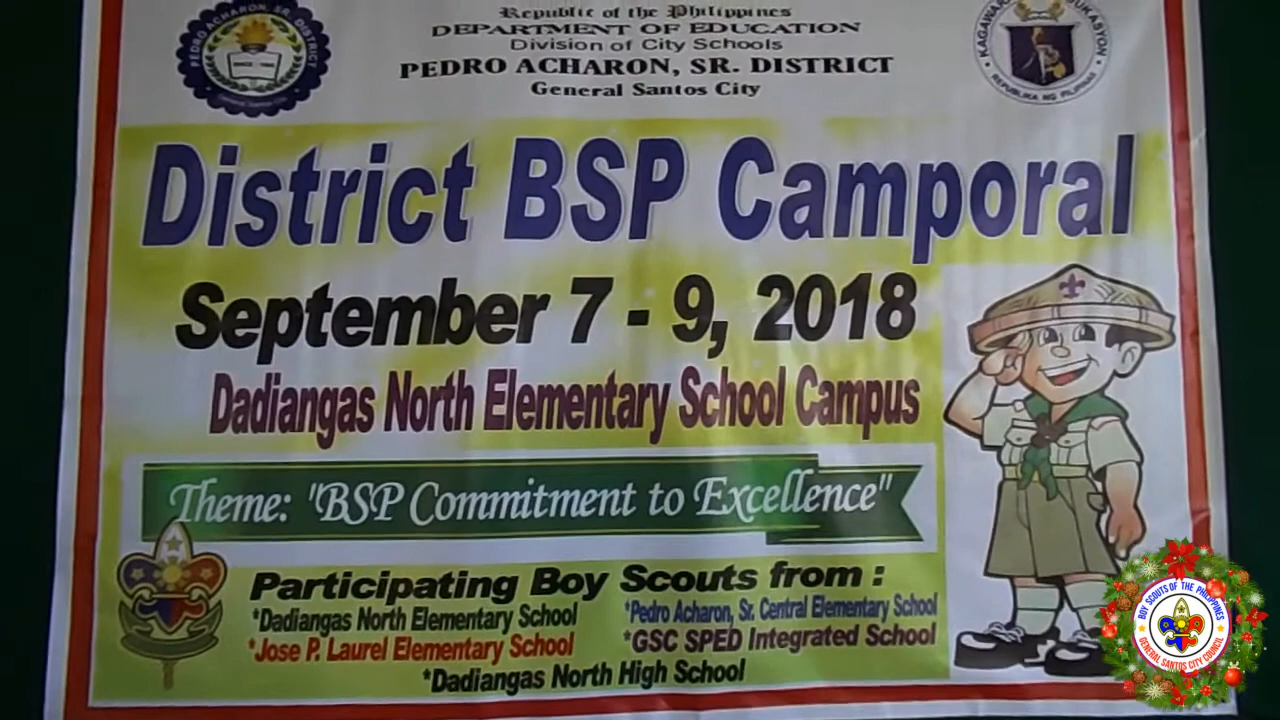 Republic of the Philippines
DEPARTMENT OF EDUCATION
Division of City Schools
PEDRO ACHARON, SR. DISTRICT
General Santos City
PEDRO ACHARON, SR. DISTRICT
REPUBLIKA NG PILIPINAS
District BSP Camporal
September 7 - 9, 2018
Dadiangas North Elementary School Campus
Theme: "BSP Commitment to Excellence"
Participating Boy Scouts from :
*Dadiangas North Elementary School
*Pedro Acharon, Sr. Central Elementary School
*Jose P. Laurel Elementary School
*GSC SPED Integrated School
*Dadiangas North High School
BOY SCOUTS OF THE PHILIPPINES
GENERAL SANTOS CITY COUNCIL